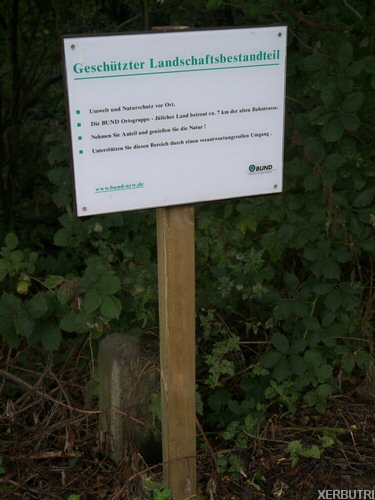 Geschützter Landschaftsbestandteil
Umwelt und Naturschutz vor Ort.
Die BUND Ortsgruppe - Jülicher Land betreut ca. 7 km der alten Bahntrasse.
Nehmen Sie Anteil und genießen Sie die Natur !
Unterstützen Sie diesen Bereich durch einen verantwortungsvollen Umgang .
BUND
www.bund-nrw.de
XERBUTRI